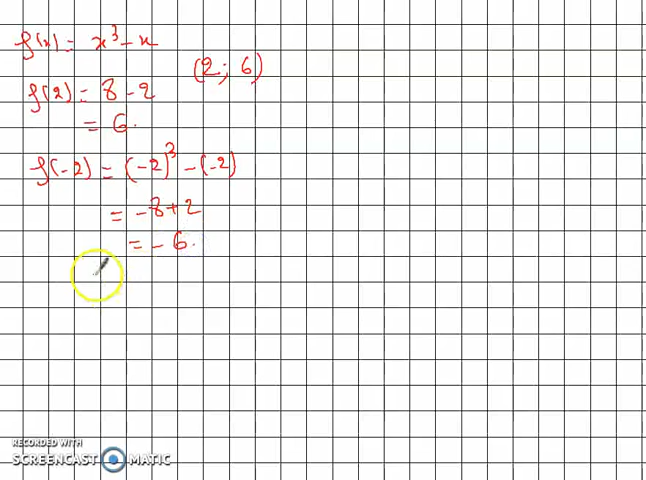 f(x) = x³ - x
(2; 6)
f(2) = 8 - 2
= 6.
f(-2) = (-2)³ - (-2)
= -8 + 2
= - 6.
RECORDED WITH
SCREENCAST MATIC